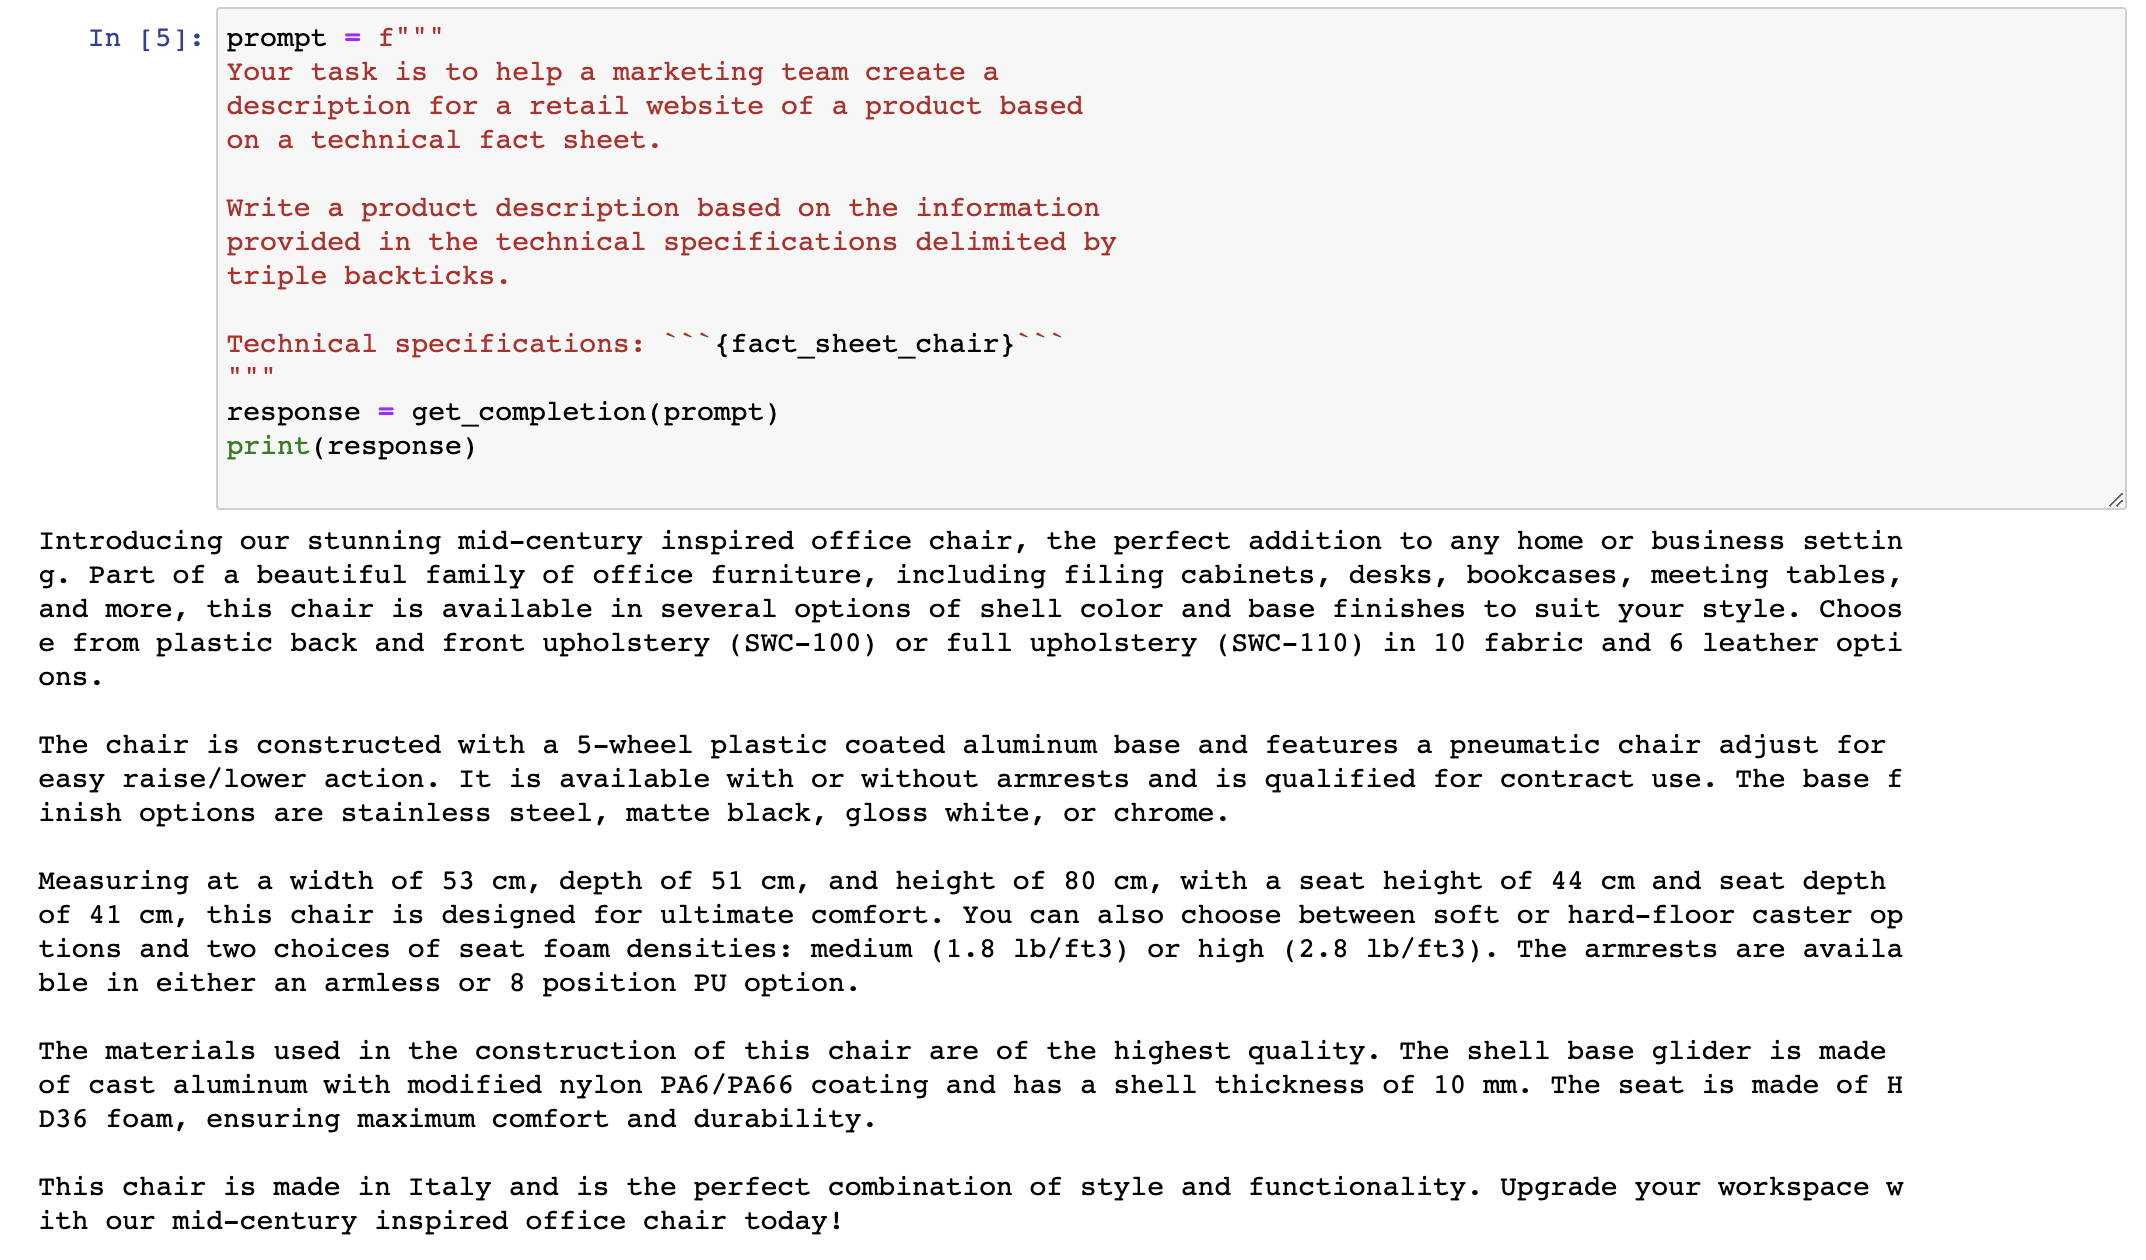 In [5]: prompt = f"""
Your task is to help a marketing team create a
description for a retail website of a product based
on a technical fact sheet.
Write a product description based on the information
provided in the technical specifications delimited by
triple backticks.
Technical specifications: ```{fact_sheet_chair}```
"""
response = get_completion(prompt)
print(response)
Introducing our stunning mid-century inspired office chair, the perfect addition to any home or business settin
g. Part of a beautiful family of office furniture, including filing cabinets, desks, bookcases, meeting tables,
and more, this chair is available in several options of shell color and base finishes to suit your style. Choos
e from plastic back and front upholstery (SWC-100) or full upholstery (SWC-110) in 10 fabric and 6 leather opti
ons.
The chair is constructed with a 5-wheel plastic coated aluminum base and features a pneumatic chair adjust for
easy raise/lower action. It is available with or without armrests and is qualified for contract use. The base f
inish options are stainless steel, matte black, gloss white, or chrome.
Measuring at a width of 53 cm, depth of 51 cm, and height of 80 cm, with a seat height of 44 cm and seat depth
of 41 cm, this chair is designed for ultimate comfort. You can also choose between soft or hard-floor caster op
tions and two choices of seat foam densities: medium (1.8 lb/ft3) or high (2.8 lb/ft3). The armrests are availa
ble in either an armless or 8 position PU option.
The materials used in the construction of this chair are of the highest quality. The shell base glider is made
of cast aluminum with modified nylon PA6/PA66 coating and has a shell thickness of 10 mm. The seat is made of H
D36 foam, ensuring maximum comfort and durability.
This chair is made in Italy and is the perfect combination of style and functionality. Upgrade your workspace w
ith our mid-century inspired office chair today!